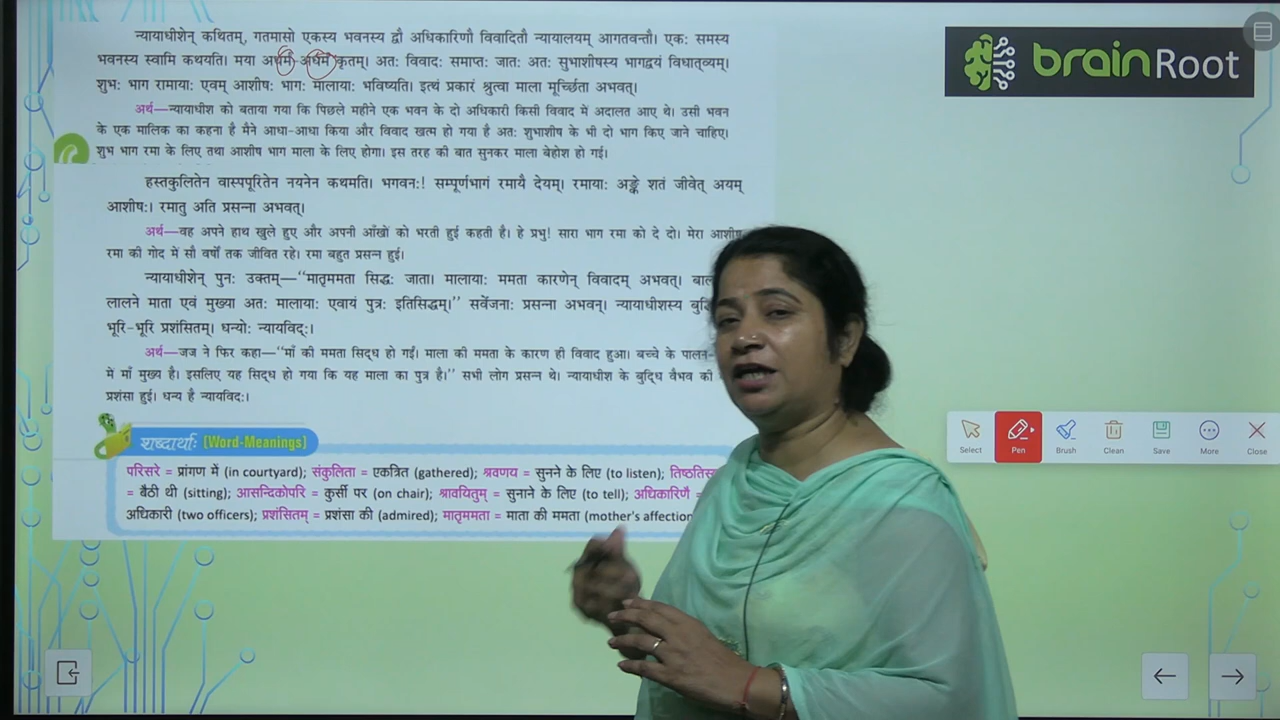 न्यायाधीशेन् कथितम्, गतमासो एकस्य भवनस्य द्वौ अधिकारिणौ विवादितौ न्यायालयम् आगतवन्तौ। एकः समस्य
भवनस्य स्वामि कथयति। मया अर्धमं अर्धमं कृतम्। अतः विवादः समाप्तः जातः अतः सुभाशीषस्य भागद्वयं विधातव्यम्।
शुभः भाग रामायाः एवम् आशीषः भागः मालायाः भविष्यति। इत्थं प्रकारं श्रुत्वा माला मूर्च्छिता अभवत्।
अर्थ—न्यायाधीश को बताया गया कि पिछले महीने एक भवन के दो अधिकारी किसी विवाद में अदालत आए थे। उसी भवन
के एक मालिक का कहना है मैने आधा-आधा किया और विवाद खत्म हो गया है अतः शुभाशीष के भी दो भाग किए जाने चाहिए।
शुभ भाग रमा के लिए तथा आशीष भाग माला के लिए होगा। इस तरह की बात सुनकर माला बेहोश हो गई।
हस्तकुलितेन वास्पपूरितेन नयनेन कथमति। भगवनः! सम्पूर्णभागं रमायै देयम्। रमायाः अङ्के शतं जीवेत् अयम्
आशीषः। रमातु अति प्रसन्ना अभवत्।
अर्थ—वह अपने हाथ खुले हुए और अपनी आँखों को भरती हुई कहती है। हे प्रभु! सारा भाग रमा को दे दो। मेरा आशीष
रमा की गोद में सौ वर्षों तक जीवित रहे। रमा बहुत प्रसन्न हुई।
न्यायाधीशेन् पुनः उक्तम्—“मातृममता सिद्धः जाता। मालायाः ममता कारणेन् विवादम् अभवत्।
लालने माता एवं मुख्या अतः मालायाः एवायं पुत्रः इतिसिद्धम्।” सर्वेजनाः प्रसन्ना अभवन्। न्यायाधीशस्य
भूरि-भूरि प्रशंसितम्। धन्योः न्यायविद्ः।
अर्थ—जज ने फिर कहा—“माँ की ममता सिद्ध हो गई। माला की ममता के कारण ही विवाद हुआ। बच्चे के पालन-
में माँ मुख्य है। इसलिए यह सिद्ध हो गया कि यह माला का पुत्र है।” सभी लोग प्रसन्न थे। न्यायाधीश के बुद्धि वैभव की
प्रशंसा हुई। धन्य है न्यायविदः।
शब्दार्थाः [Word-Meanings]
परिसरे = प्रांगण में (in courtyard); संकुलिता = एकत्रित (gathered); श्रवणय = सुनने के लिए (to listen);
= बैठी थी (sitting); आसन्दिकोपरि = कुर्सी पर (on chair); श्रावयितुम् = सुनाने के लिए (to tell); अधिकारिणै =
अधिकारी (two officers); प्रशंसितम् = प्रशंसा की (admired); मातृममता = माता की ममता (mother's affection
brainRoot
Select Pen Brush Clean Save More Close